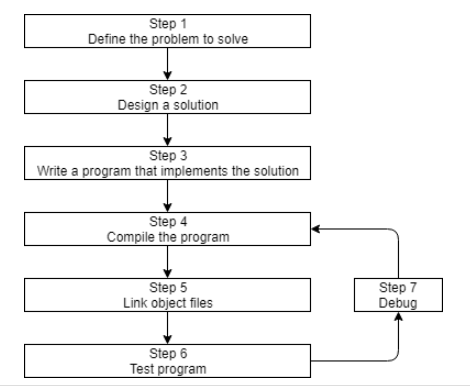 Step 1
Define the problem to solve
Step 2
Design a solution
Step 3
Write a program that implements the solution
Step 4
Compile the program
Step 5
Link object files
Step 7
Debug
Step 6
Test program